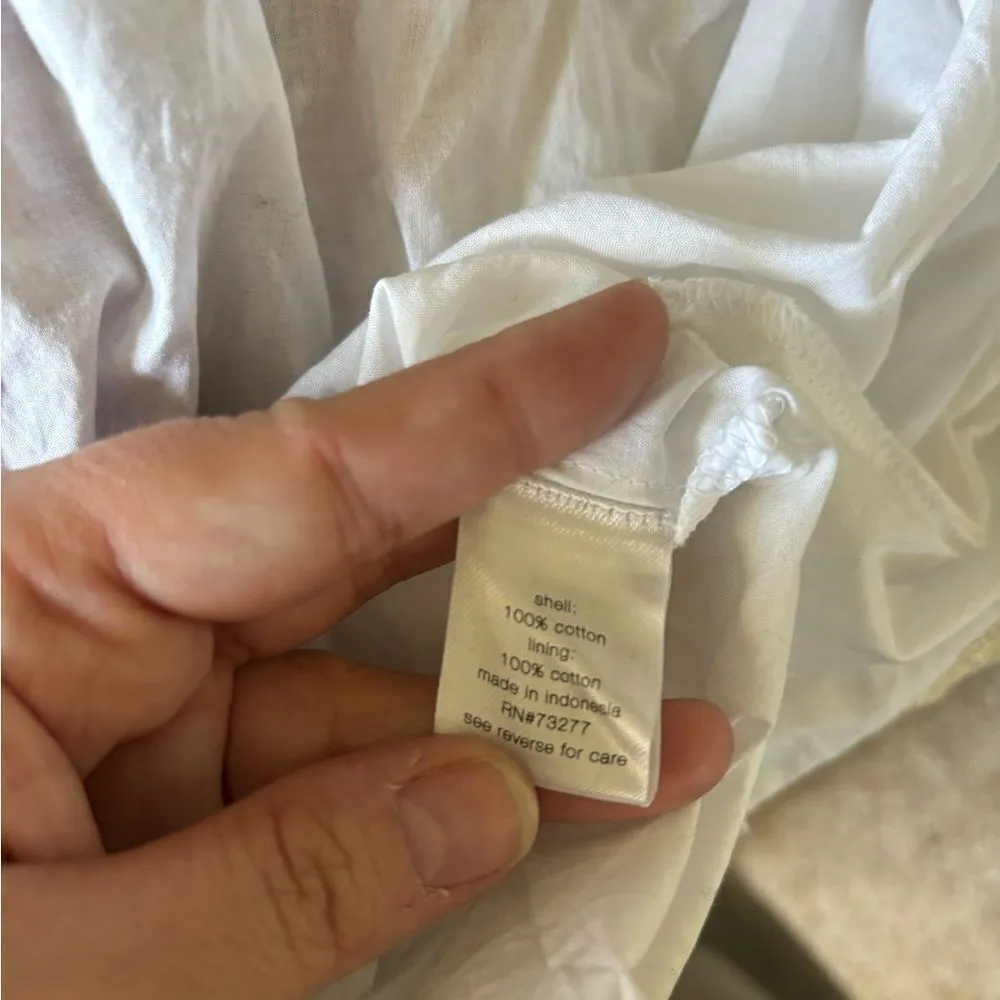 shell:
100% cotton
lining:
100% cotton
made in indonesia
RN#73277
see reverse for care